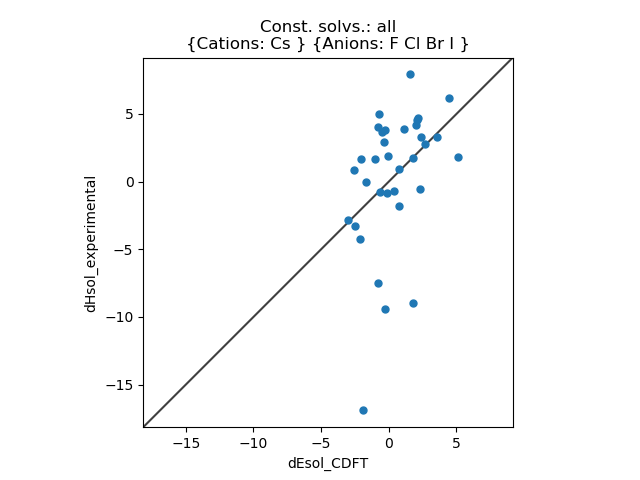 Const. solvs.: all
{Cations: Cs } {Anions: F Cl Br I }
5
0
−5
−10
−15
dHsol_experimental
−15
−10
−5
0
5
dEsol_CDFT